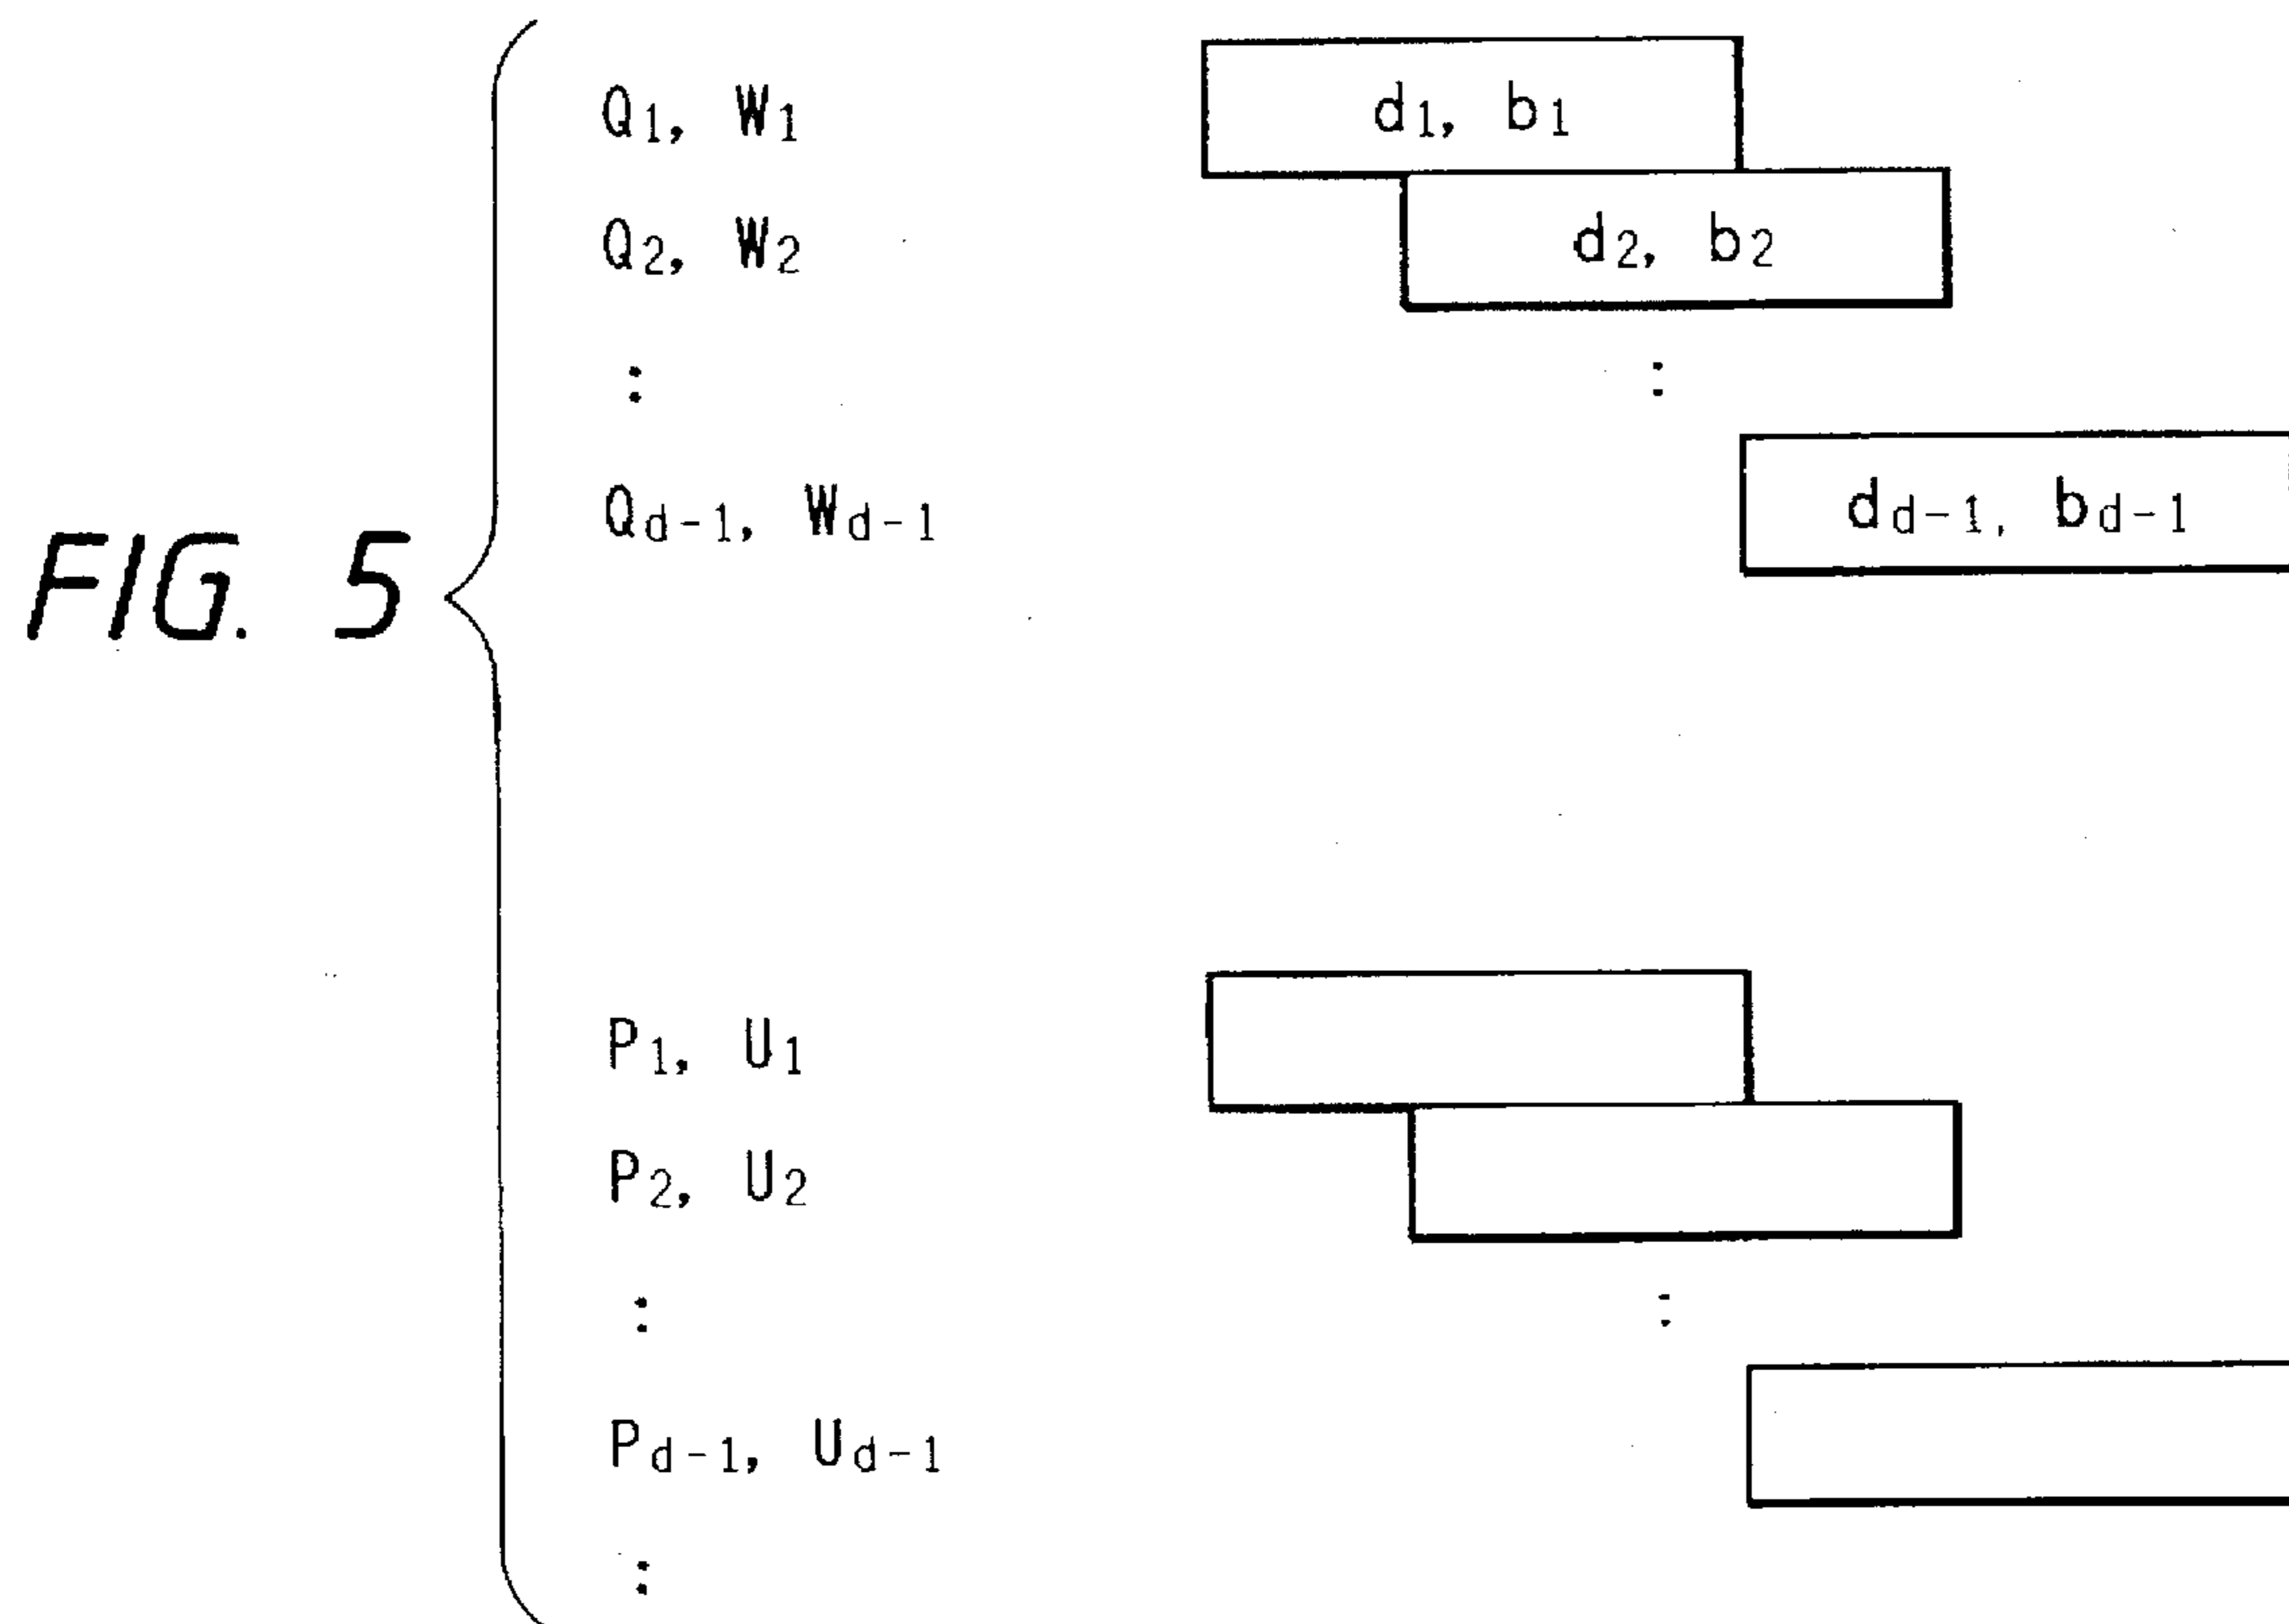 Q1, W1 d1, b1
Q2, W2 d2, b2
: :
Qd-1, Wd-1 dd-1, bd-1
FIG. 5
P1, U1
P2, U2
: :
Pd-1, Ud-1
: